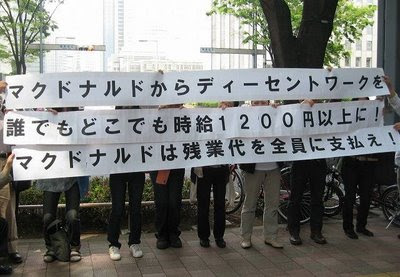 マクドナルドからディーセントワークを
誰でもどこでも時給1200円以上に!
マクドナルドは残業代を全員に支払え!